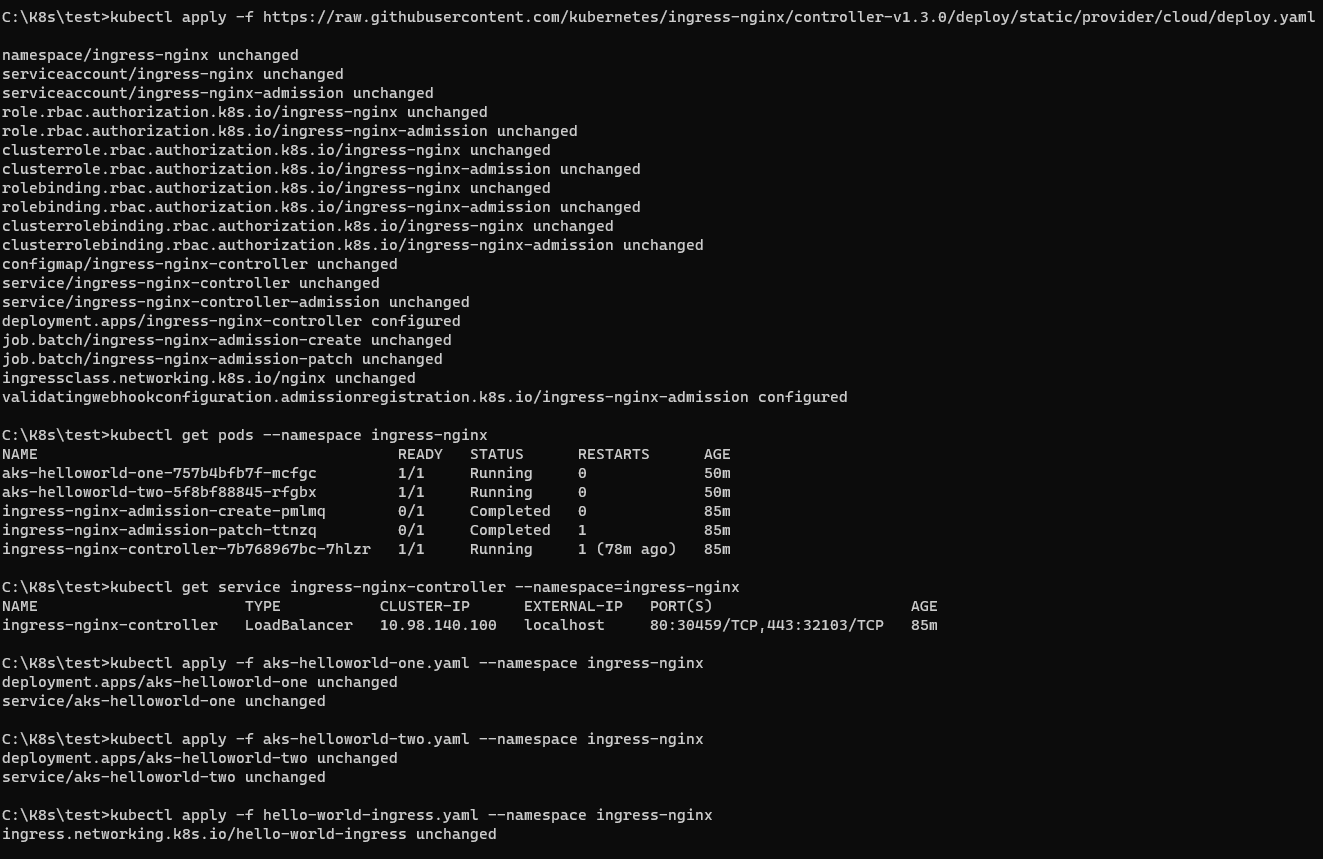 C:\K8s\test>kubectl apply -f https://raw.githubusercontent.com/kubernetes/ingress-nginx/controller-v1.3.0/deploy/static/provider/cloud/deploy.yaml
namespace/ingress-nginx unchanged
serviceaccount/ingress-nginx unchanged
serviceaccount/ingress-nginx-admission unchanged
role.rbac.authorization.k8s.io/ingress-nginx unchanged
role.rbac.authorization.k8s.io/ingress-nginx-admission unchanged
clusterrole.rbac.authorization.k8s.io/ingress-nginx unchanged
clusterrole.rbac.authorization.k8s.io/ingress-nginx-admission unchanged
rolebinding.rbac.authorization.k8s.io/ingress-nginx unchanged
rolebinding.rbac.authorization.k8s.io/ingress-nginx-admission unchanged
clusterrolebinding.rbac.authorization.k8s.io/ingress-nginx unchanged
clusterrolebinding.rbac.authorization.k8s.io/ingress-nginx-admission unchanged
configmap/ingress-nginx-controller unchanged
service/ingress-nginx-controller unchanged
service/ingress-nginx-controller-admission unchanged
deployment.apps/ingress-nginx-controller configured
job.batch/ingress-nginx-admission-create unchanged
job.batch/ingress-nginx-admission-patch unchanged
ingressclass.networking.k8s.io/nginx unchanged
validatingwebhookconfiguration.admissionregistration.k8s.io/ingress-nginx-admission configured
C:\K8s\test>kubectl get pods --namespace ingress-nginx
NAME READY STATUS RESTARTS AGE
aks-helloworld-one-757b4bfb7f-mcfgc 1/1 Running 0 50m
aks-helloworld-two-5f8bf88845-rfgbx 1/1 Running 0 50m
ingress-nginx-admission-create-pmlmq 0/1 Completed 0 85m
ingress-nginx-admission-patch-ttnzq 0/1 Completed 1 85m
ingress-nginx-controller-7b768967bc-7hlzr 1/1 Running 1 (78m ago) 85m
C:\K8s\test>kubectl get service ingress-nginx-controller --namespace=ingress-nginx
NAME TYPE CLUSTER-IP EXTERNAL-IP PORT(S) AGE
ingress-nginx-controller LoadBalancer 10.98.140.100 localhost 80:30459/TCP,443:32103/TCP 85m
C:\K8s\test>kubectl apply -f aks-helloworld-one.yaml --namespace ingress-nginx
deployment.apps/aks-helloworld-one unchanged
service/aks-helloworld-one unchanged
C:\K8s\test>kubectl apply -f aks-helloworld-two.yaml --namespace ingress-nginx
deployment.apps/aks-helloworld-two unchanged
service/aks-helloworld-two unchanged
C:\K8s\test>kubectl apply -f hello-world-ingress.yaml --namespace ingress-nginx
ingress.networking.k8s.io/hello-world-ingress unchanged